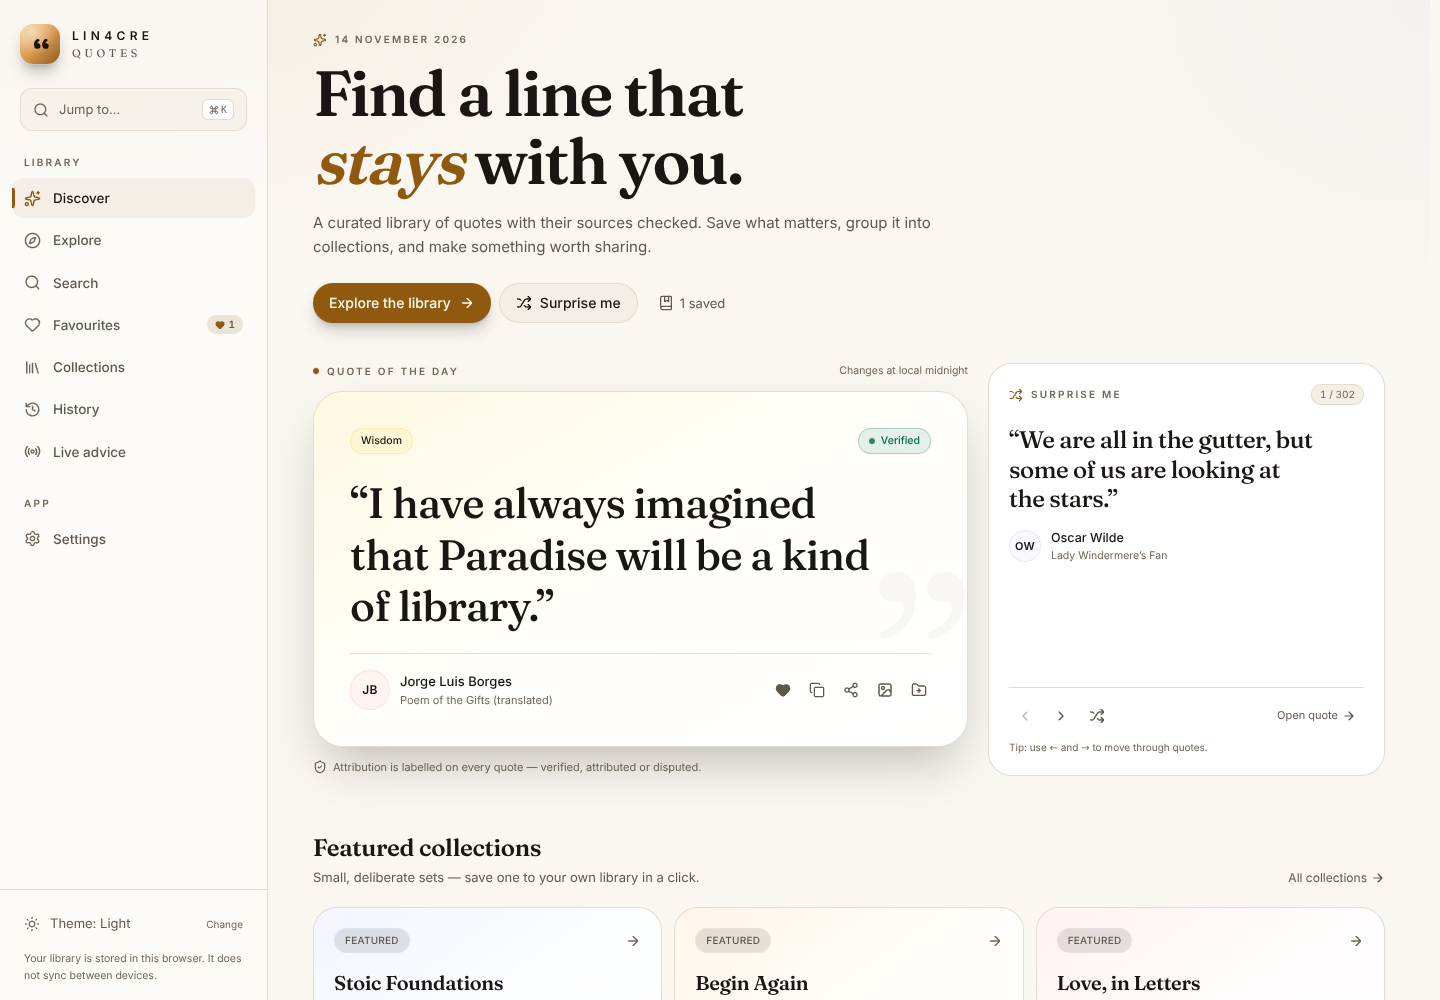 LIN4CRE
QUOTES
Jump to...
⌘K
LIBRARY
Discover
Explore
Search
Favourites
1
Collections
History
Live advice
APP
Settings
Theme: Light
Change
Your library is stored in this browser. It does
not sync between devices.
14 NOVEMBER 2026
Find a line that
stays with you.
A curated library of quotes with their sources checked. Save what matters, group it into
collections, and make something worth sharing.
Explore the library →
Surprise me
1 saved
QUOTE OF THE DAY
Changes at local midnight
Wisdom
Verified
“I have always imagined
that Paradise will be a kind
of library.”
”
JB
Jorge Luis Borges
Poem of the Gifts (translated)
Attribution is labelled on every quote — verified, attributed or disputed.
SURPRISE ME
1 / 302
“We are all in the gutter, but
some of us are looking at
the stars.”
OW
Oscar Wilde
Lady Windermere’s Fan
Open quote →
Tip: use ← and → to move through quotes.
Featured collections
Small, deliberate sets — save one to your own library in a click.
All collections →
FEATURED
Stoic Foundations
FEATURED
Begin Again
FEATURED
Love, in Letters